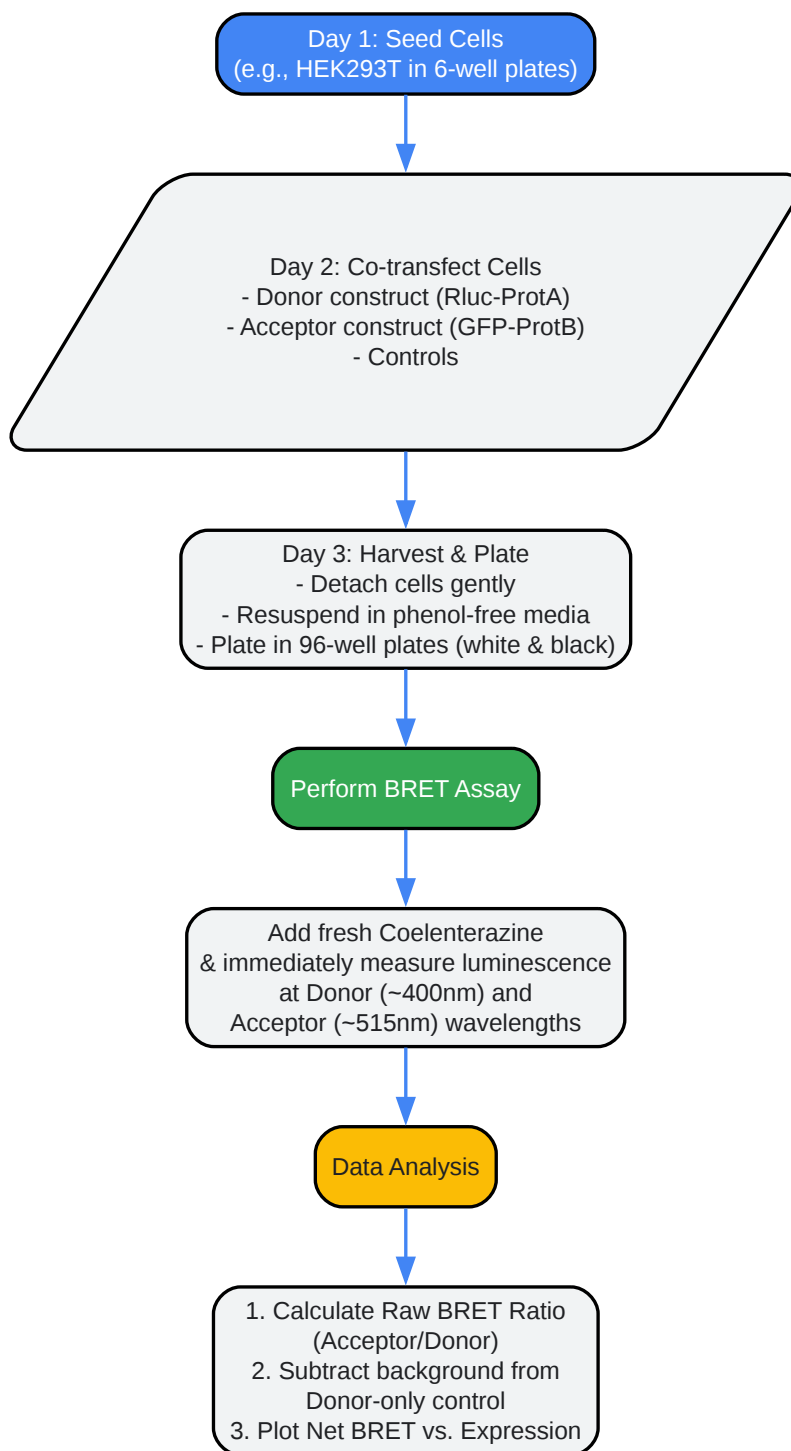 Day 1: Seed Cells
(e.g., HEK293T in 6-well plates)
Day 2: Co-transfect Cells
- Donor construct (Rluc-ProtA)
- Acceptor construct (GFP-ProtB)
- Controls
Day 3: Harvest & Plate
- Detach cells gently
- Resuspend in phenol-free media
- Plate in 96-well plates (white & black)
Perform BRET Assay
Add fresh Coelenterazine
& immediately measure luminescence
at Donor (~400nm) and
Acceptor (~515nm) wavelengths
Data Analysis
1. Calculate Raw BRET Ratio
(Acceptor/Donor)
2. Subtract background from
Donor-only control
3. Plot Net BRET vs. Expression